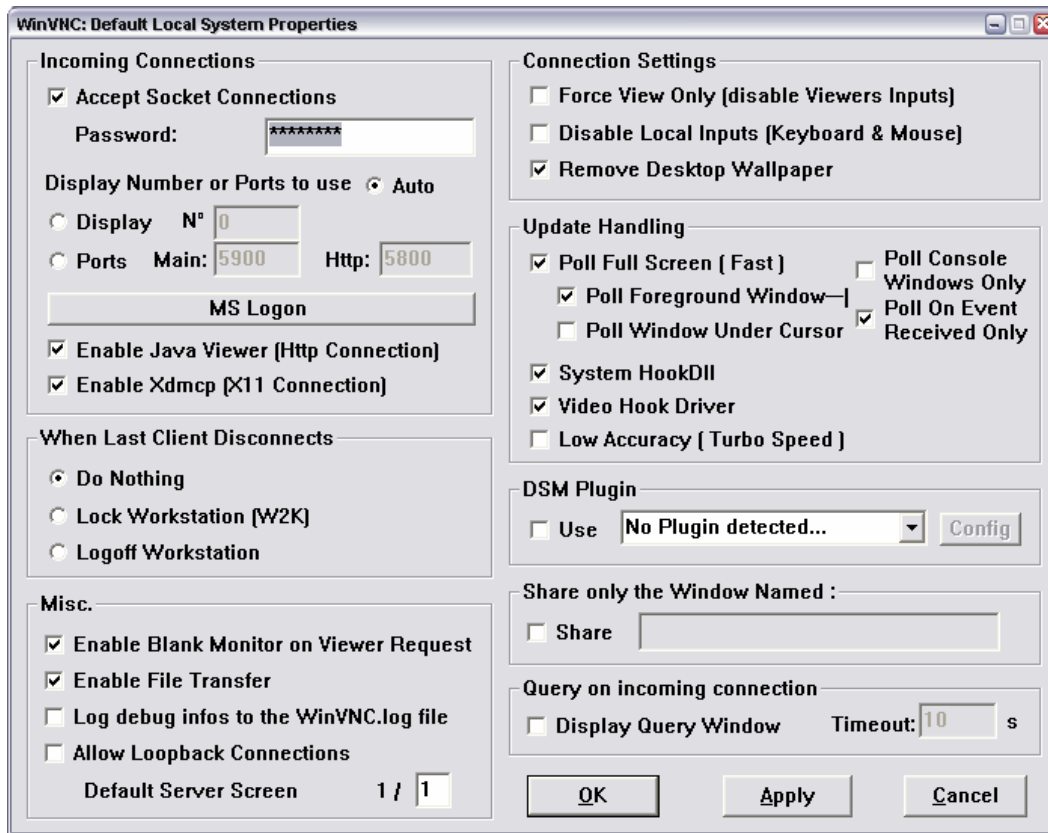 WinVNC: Default Local System Properties
Incoming Connections
Accept Socket Connections
Password: ********
Display Number or Ports to use Auto
Display N° 0
Ports Main: 5900 Http: 5800
MS Logon
Enable Java Viewer (Http Connection)
Enable Xdmcp (X11 Connection)
When Last Client Disconnects
Do Nothing
Lock Workstation (W2K)
Logoff Workstation
Misc.
Enable Blank Monitor on Viewer Request
Enable File Transfer
Log debug infos to the WinVNC.log file
Allow Loopback Connections
Default Server Screen 1 / 1
Connection Settings
Force View Only (disable Viewers Inputs)
Disable Local Inputs (Keyboard & Mouse)
Remove Desktop Wallpaper
Update Handling
Poll Full Screen ( Fast )
Poll Foreground Window—|
Poll Window Under Cursor
Poll Console
Windows Only
Poll On Event
Received Only
System HookDll
Video Hook Driver
Low Accuracy ( Turbo Speed )
DSM Plugin
Use No Plugin detected... Config
Share only the Window Named :
Share
Query on incoming connection
Display Query Window Timeout: 10 s
OK Apply Cancel